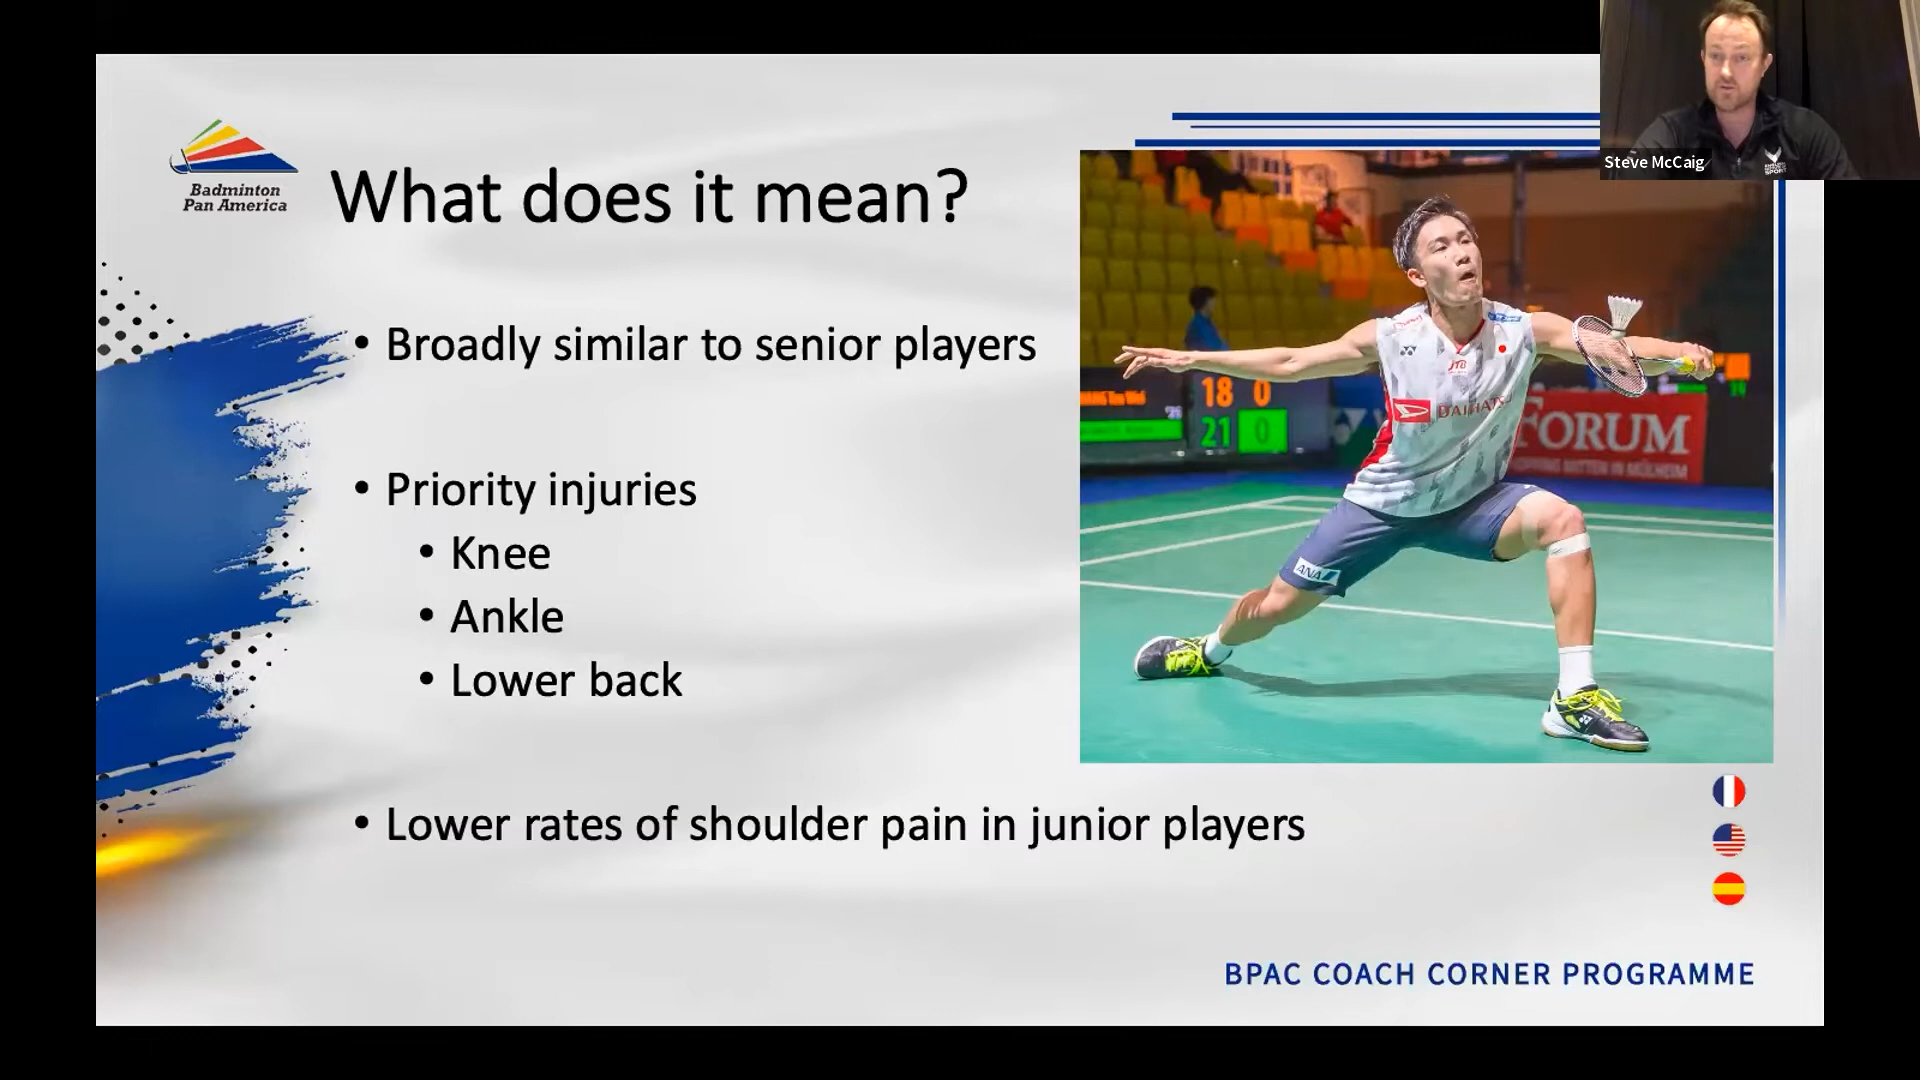 Steve McCaig
Badminton
Pan America
What does it mean?
• Broadly similar to senior players
• Priority injuries
• Knee
• Ankle
• Lower back
• Lower rates of shoulder pain in junior players
18 0
21 0
JTB
DAIHATSU
ANA
FORUM
BPAC COACH CORNER PROGRAMME